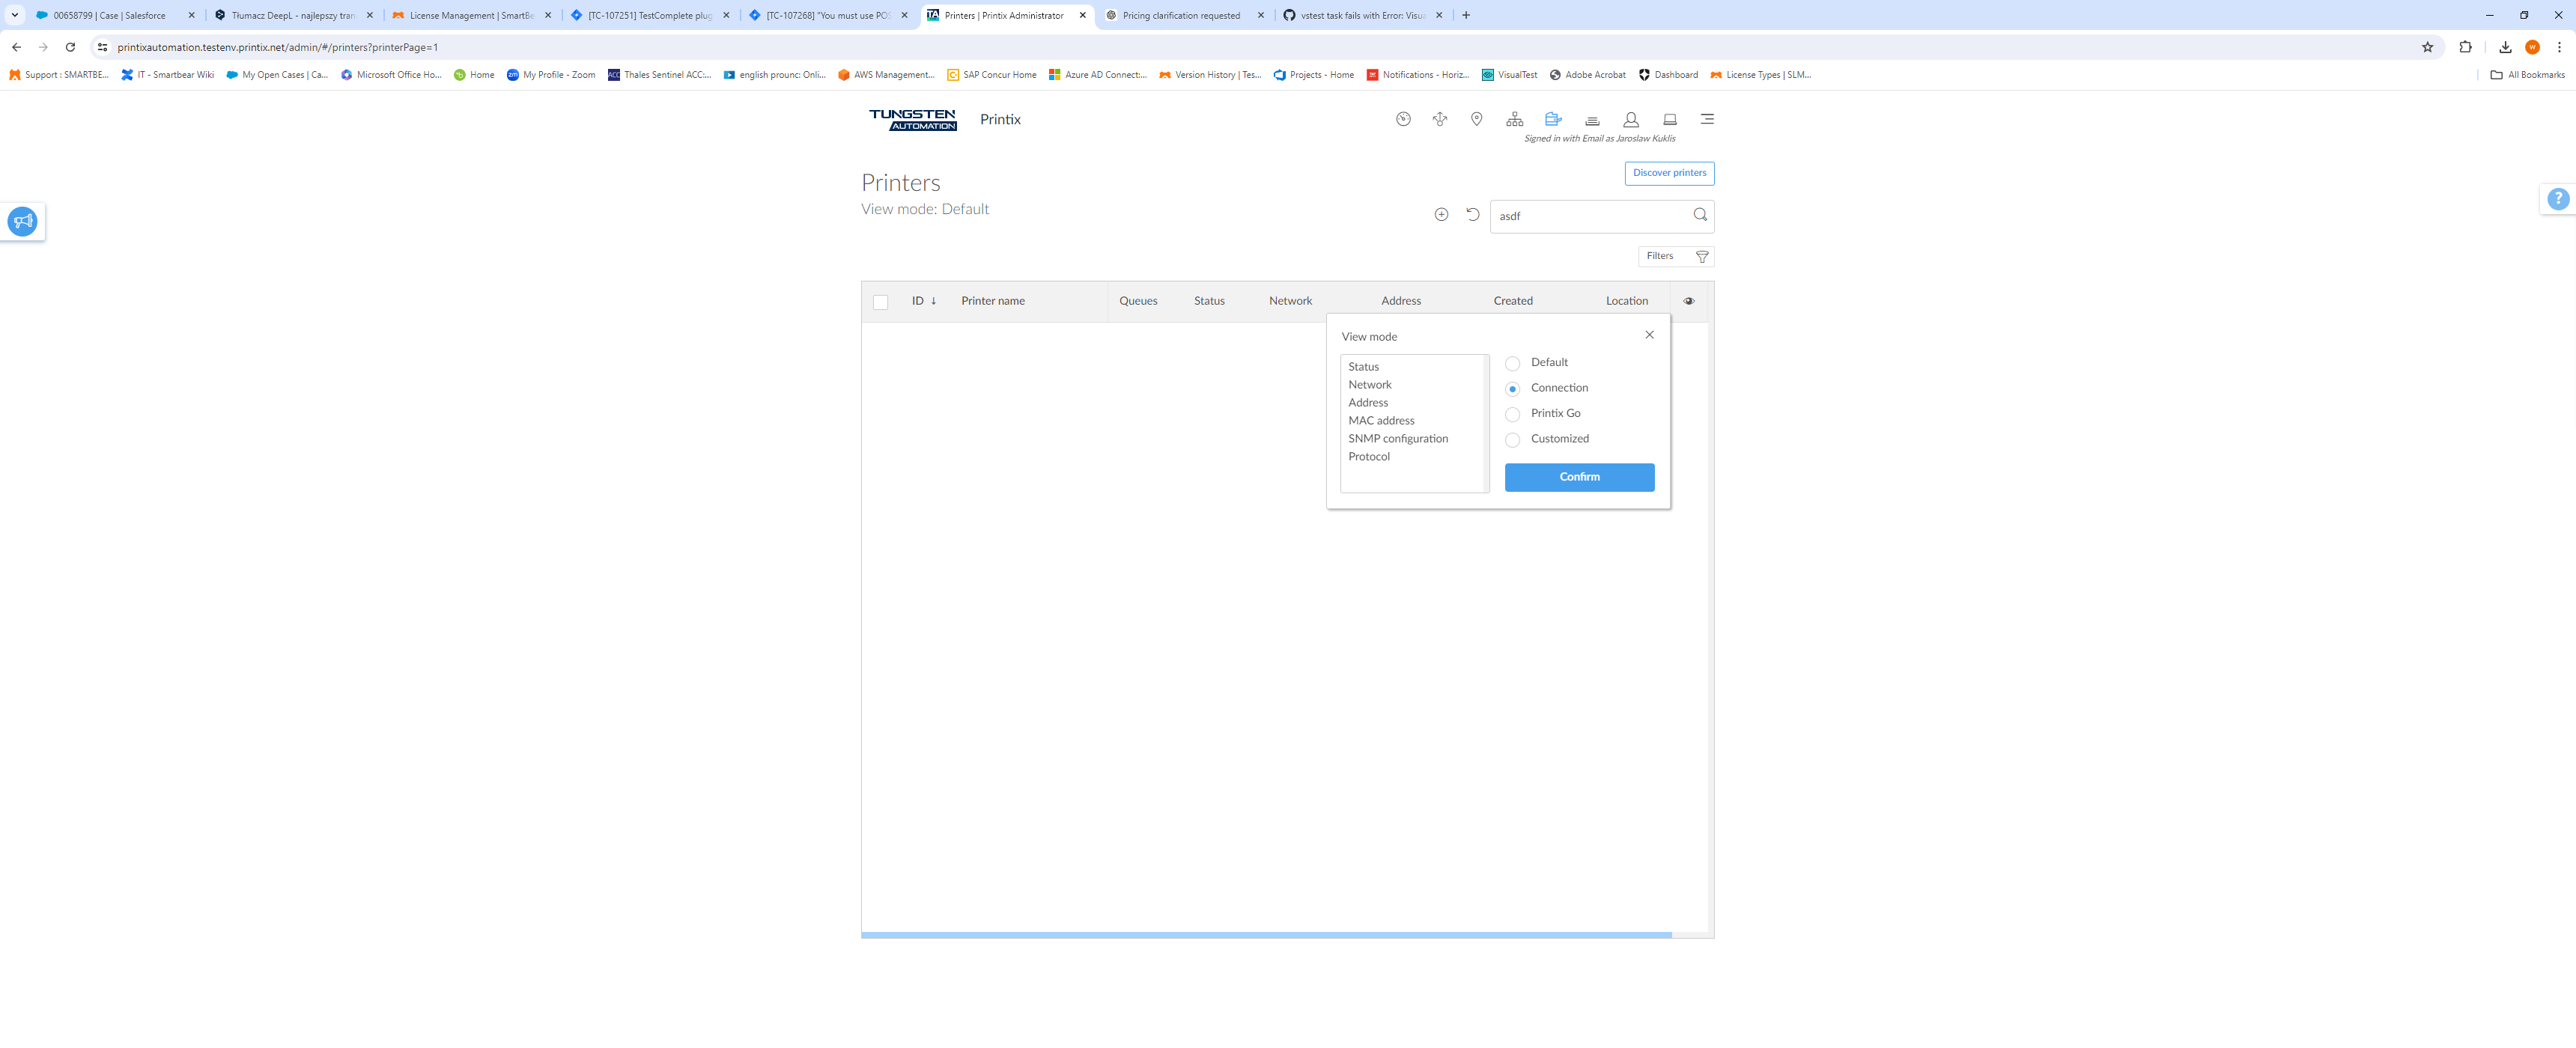 00658799 | Case | Salesforce
Tłumacz DeepL - najlepszy tran
License Management | SmartBe
[TC-107251] TestComplete plug
[TC-107268] "You must use POS
TA Printers | Printix Administrator
Pricing clarification requested
vstest task fails with Error: Visua
printixautomation.testenv.printix.net/admin/#/printers?printerPage=1
W
Support : SMARTBE...
IT - Smartbear Wiki
My Open Cases | Ca...
Microsoft Office Ho...
Home
zm My Profile - Zoom
ACC Thales Sentinel ACC:...
english prounc: Onli...
AWS Management...
SAP Concur Home
Azure AD Connect:...
Version History | Tes...
Projects - Home
Notifications - Horiz...
VisualTest
Adobe Acrobat
Dashboard
License Types | SLM...
All Bookmarks
TUNGSTEN
AUTOMATION
Printix
Signed in with Email as Jaroslaw Kuklis
Discover printers
Printers
View mode: Default
asdf
?
Filters
ID ↓ Printer name Queues Status Network Address Created Location
View mode
Status
Network
Address
MAC address
SNMP configuration
Protocol
Default
Connection
Printix Go
Customized
Confirm